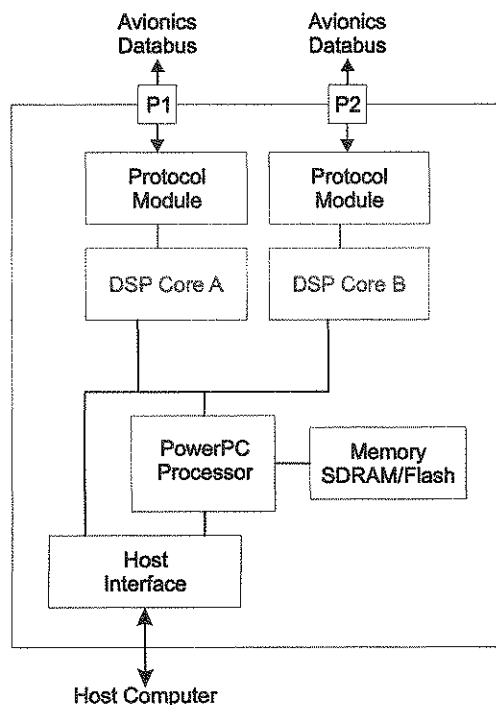 Avionics
Databus
Avionics
Databus
P1
P2
Protocol
Module
Protocol
Module
DSP Core A
DSP Core B
PowerPC
Processor
Memory
SDRAM/Flash
Host
Interface
Host Computer